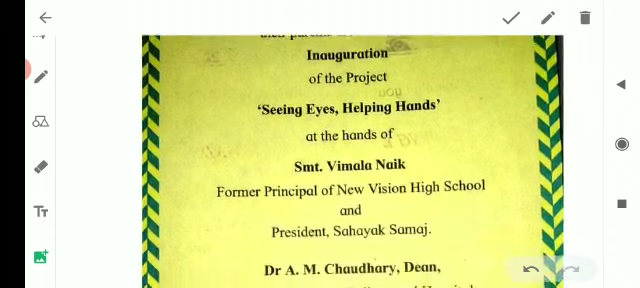 Inauguration
of the Project
‘Seeing Eyes, Helping Hands’
at the hands of
Smt. Vimala Naik
Former Principal of New Vision High School
and
President, Sahayak Samaj.
Dr A. M. Chaudhary, Dean,
Tт